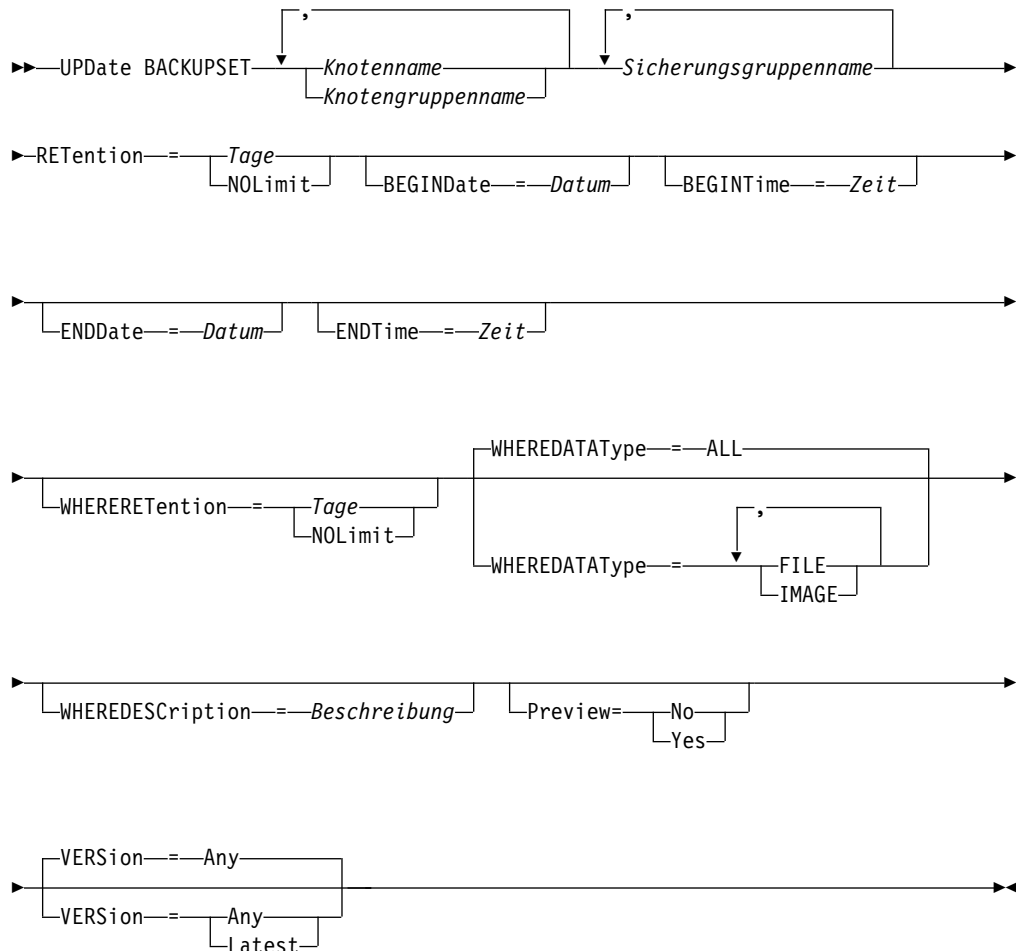 ,
,
UPDate BACKUPSET Knotenname Sicherungsgruppenname
Knotengruppenname
RETention = Tage
NOLimit
BEGINDate = Datum
BEGINTime = Zeit
ENDDate = Datum
ENDTime = Zeit
WHEREDATAType = ALL
WHERERETention = Tage
NOLimit
,
WHEREDATAType = FILE
IMAGE
WHEREDESCription = Beschreibung
Preview= No
Yes
VERSion = Any
VERSion = Any
Latest